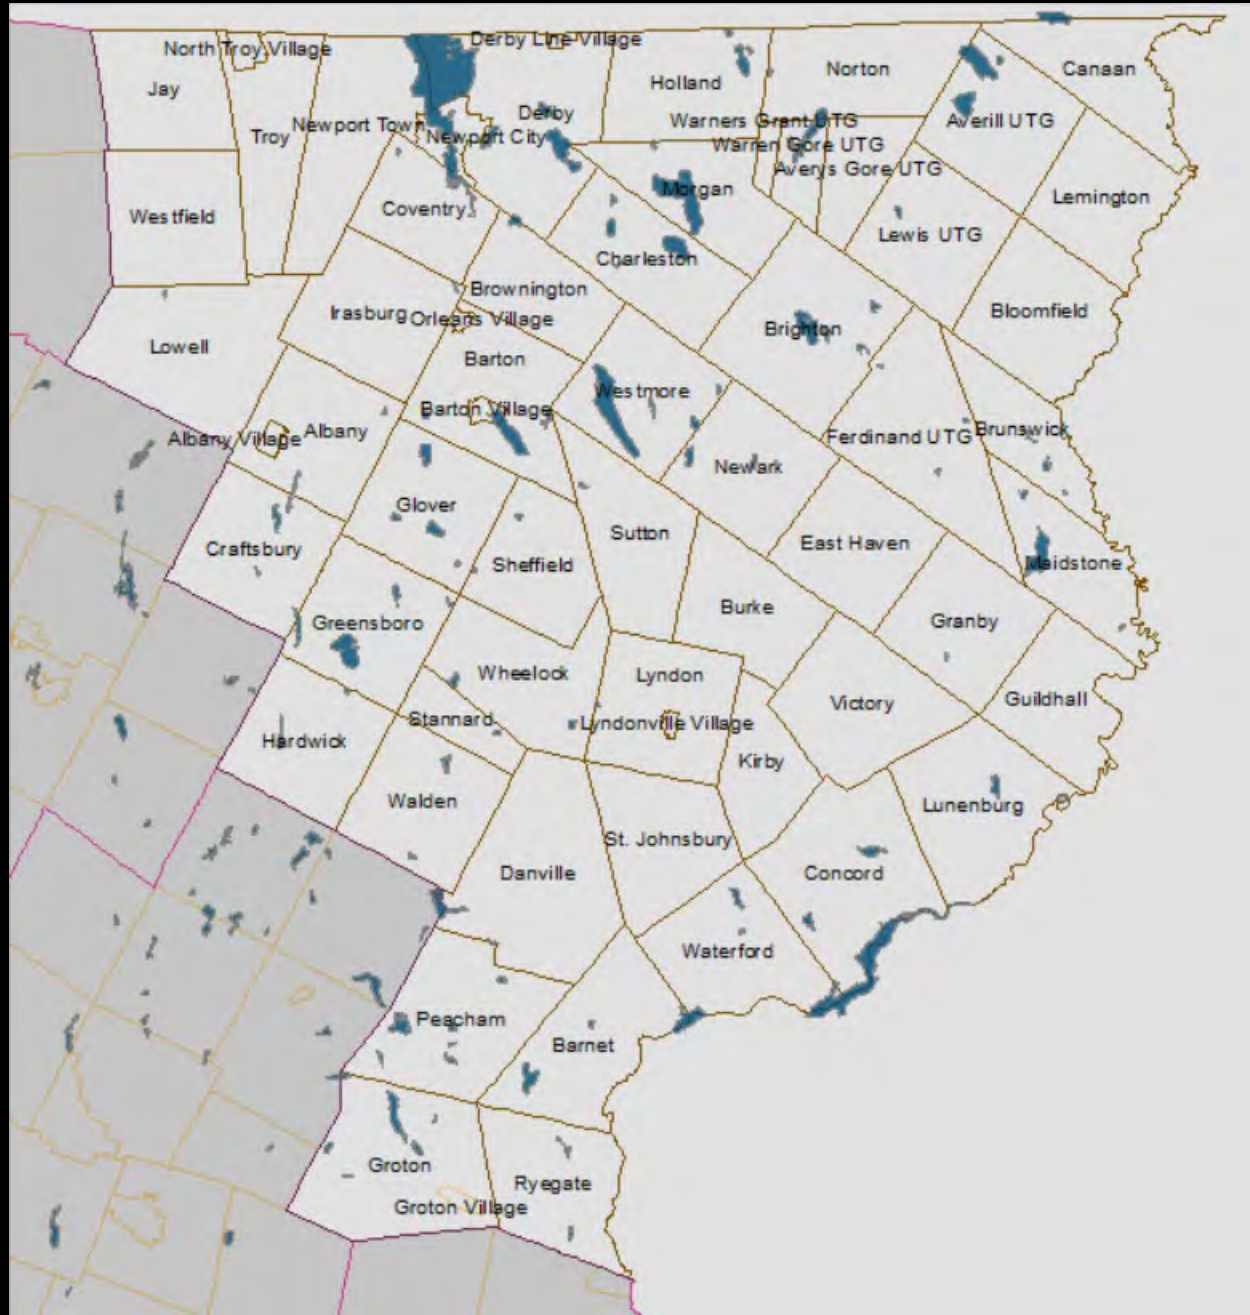 North Troy Village
Derby Line Village
Jay
Holland
Norton
Canaan
Troy
Newport Town
Newport City
Derby
Warners Grant UTG
Averill UTG
Warren Gore UTG
Averys Gore UTG
Westfield
Coventry
Morgan
Lemington
Charleston
Lewis UTG
Brownington
Irasburg
Orleans Village
Brighton
Bloomfield
Lowell
Barton
Westmore
Barton Village
Albany Village
Albany
Ferdinand UTG
Brunswick
Newark
Glover
Sutton
Craftsbury
Sheffield
East Haven
Maidstone
Greensboro
Burke
Granby
Wheelock
Lyndon
Victory
Guildhall
Stannard
Lyndonville Village
Hardwick
Kirby
Walden
Lunenburg
St. Johnsbury
Danville
Concord
Waterford
Peacham
Barnet
Groton
Ryegate
Groton Village